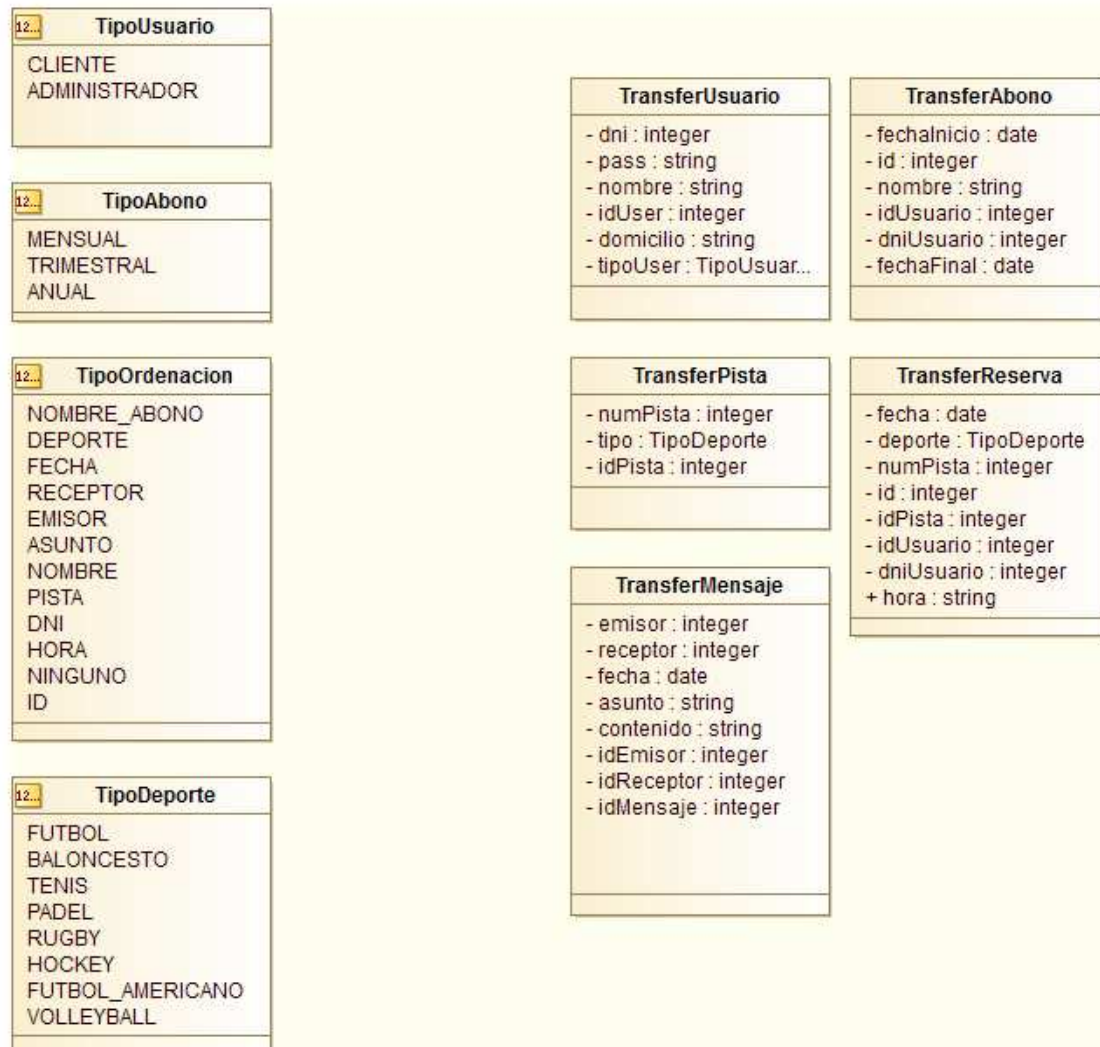 12... TipoUsuario
CLIENTE
ADMINISTRADOR
12... TipoAbono
MENSUAL
TRIMESTRAL
ANUAL
12... TipoOrdenacion
NOMBRE_ABONO
DEPORTE
FECHA
RECEPTOR
EMISOR
ASUNTO
NOMBRE
PISTA
DNI
HORA
NINGUNO
ID
12... TipoDeporte
FUTBOL
BALONCESTO
TENIS
PADEL
RUGBY
HOCKEY
FUTBOL_AMERICANO
VOLLEYBALL
TransferUsuario
- dni : integer
- pass : string
- nombre : string
- idUser : integer
- domicilio : string
- tipoUser : TipoUsuar...
TransferAbono
- fechaInicio : date
- id : integer
- nombre : string
- idUsuario : integer
- dniUsuario : integer
- fechaFinal : date
TransferPista
- numPista : integer
- tipo : TipoDeporte
- idPista : integer
TransferReserva
- fecha : date
- deporte : TipoDeporte
- numPista : integer
- id : integer
- idPista : integer
- idUsuario : integer
- dniUsuario : integer
+ hora : string
TransferMensaje
- emisor : integer
- receptor : integer
- fecha : date
- asunto : string
- contenido : string
- idEmisor : integer
- idReceptor : integer
- idMensaje : integer